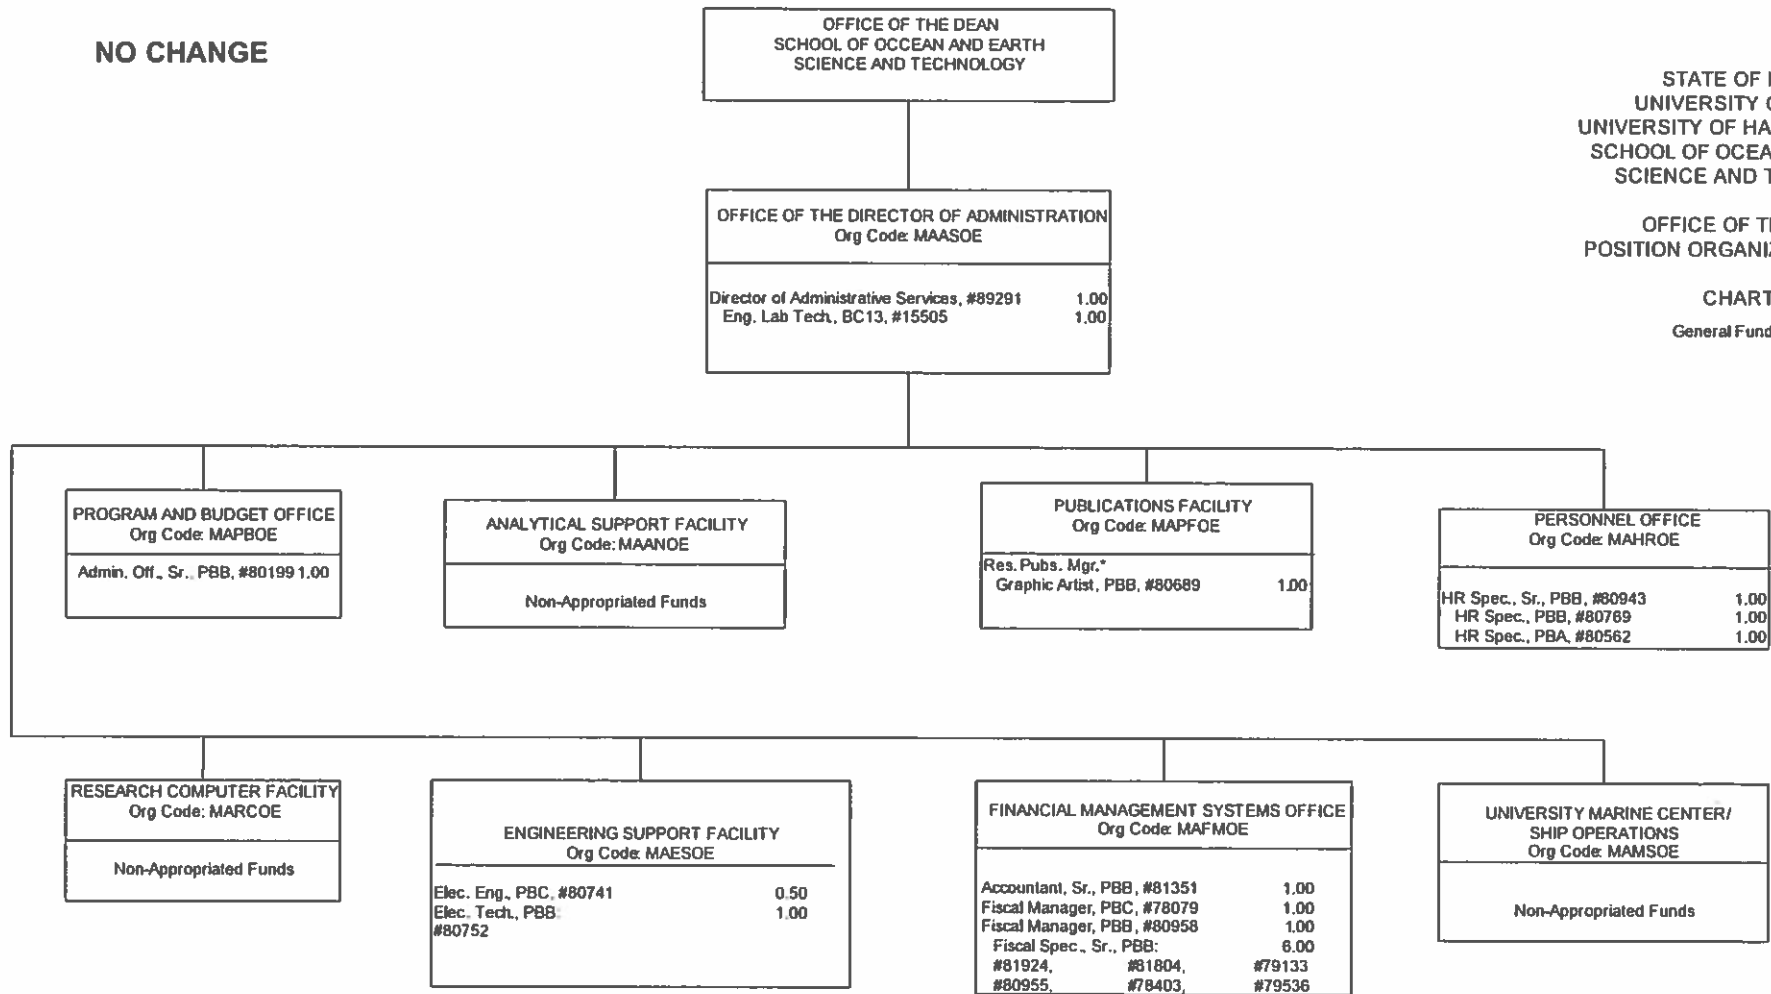 NO CHANGE
OFFICE OF THE DEAN
SCHOOL OF OCCEAN AND EARTH
SCIENCE AND TECHNOLOGY
STATE OF
UNIVERSITY
UNIVERSITY OF
SCHOOL OF
SCIENCE AND
OFFICE OF
POSITION
CHART
General Fund
OFFICE OF THE DIRECTOR OF ADMINISTRATION
Org Code: MAASOE
Director of Administrative Services, #89291 1.00
Eng. Lab Tech., BC13, #15505 1.00
PROGRAM AND BUDGET OFFICE
Org Code: MAPBOE
Admin. Off., Sr., PBB, #80199 1.00
ANALYTICAL SUPPORT FACILITY
Org Code: MAANOE
Non-Appropriated Funds
PUBLICATIONS FACILITY
Org Code: MAPFOE
Res. Pubs. Mgr.*
Graphic Artist, PBB, #80689 1.00
PERSONNEL OFFICE
Org Code: MAHROE
HR Spec., Sr., PBB, #80943 1.00
HR Spec., PBB, #80769 1.00
HR Spec., PBA, #80562 1.00
RESEARCH COMPUTER FACILITY
Org Code: MARCOE
Non-Appropriated Funds
ENGINEERING SUPPORT FACILITY
Org Code: MAESOE
Elec. Eng., PBC, #80741 0.50
Elec. Tech., PBB: 1.00
#80752
FINANCIAL MANAGEMENT SYSTEMS OFFICE
Org Code: MAFMOE
Accountant, Sr., PBB, #81351 1.00
Fiscal Manager, PBC, #78079 1.00
Fiscal Manager, PBB, #80958 1.00
Fiscal Spec., Sr., PBB: 6.00
#81924, #81804, #79133
#80955, #78403, #79536
UNIVERSITY MARINE CENTER/
SHIP OPERATIONS
Org Code: MAMSOE
Non-Appropriated Funds